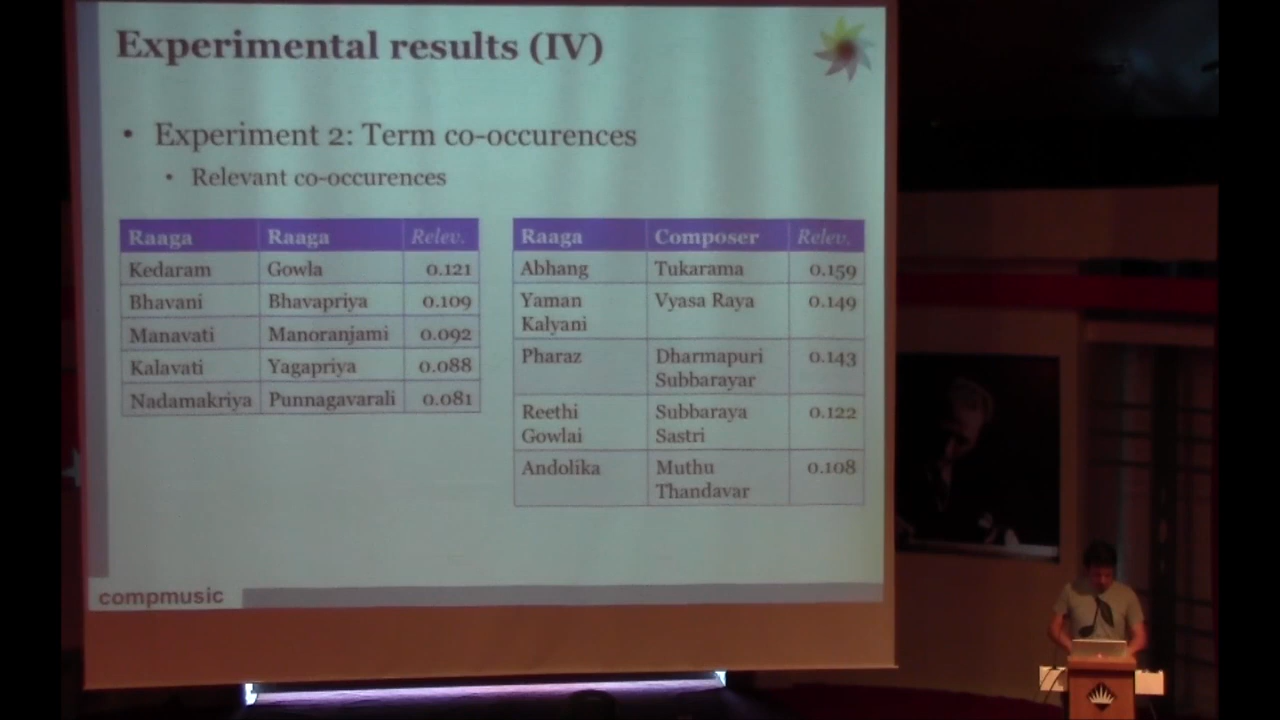 Experimental results (IV)
• Experiment 2: Term co-occurences
• Relevant co-occurences
Raaga Raaga Relev.
Kedaram Gowla 0.121
Bhavani Bhavapriya 0.109
Manavati Manoranjami 0.092
Kalavati Yagapriya 0.088
Nadamakriya Punnagavarali 0.081
Raaga Composer Relev.
Abhang Tukarama 0.159
Yaman Vyasa Raya 0.149
Kalyani
Pharaz Dharmapuri 0.143
Subbarayar
Reethi Subbaraya 0.122
Gowlai Sastri
Andolika Muthu 0.108
Thandavar
compmusic